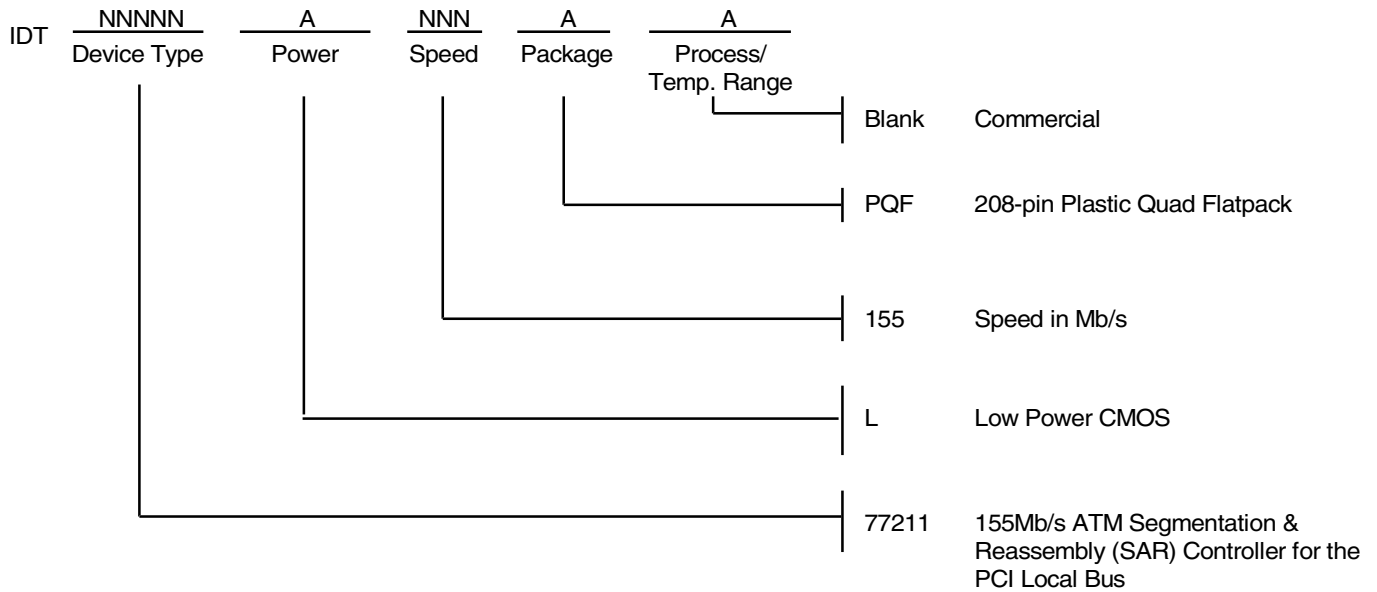 IDT NNNNN A NNN A A
Device Type Power Speed Package Process/
Temp. Range
Blank Commercial
PQF 208-pin Plastic Quad Flatpack
155 Speed in Mb/s
L Low Power CMOS
77211 155Mb/s ATM Segmentation &
Reassembly (SAR) Controller for the
PCI Local Bus